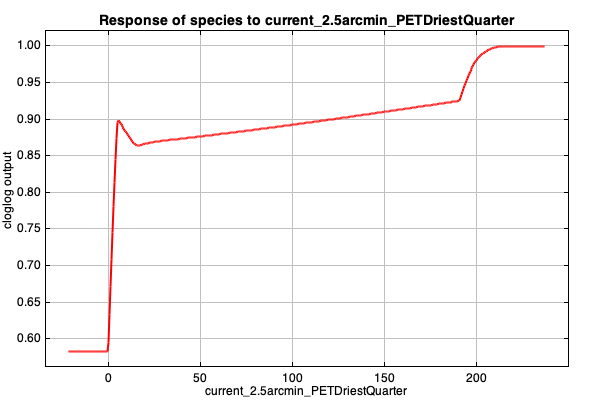 Response of species to current_2.5arcmin_PETDriestQuarter
1.00
0.95
0.90
0.85
0.80
0.75
0.70
0.65
0.60
cloglog output
0 50 100 150 200
current_2.5arcmin_PETDriestQuarter